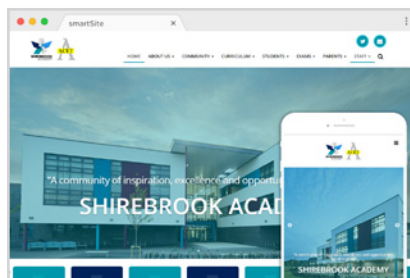 smartSite
SHIREBROOK
HOME ABOUT US COMMUNITY CURRICULUM STUDENTS EXAMS PARENTS STAFF
"A community of inspiration, excellence and opportu
SHIREBROOK ACAD
SHIREBROOK ACADEMY